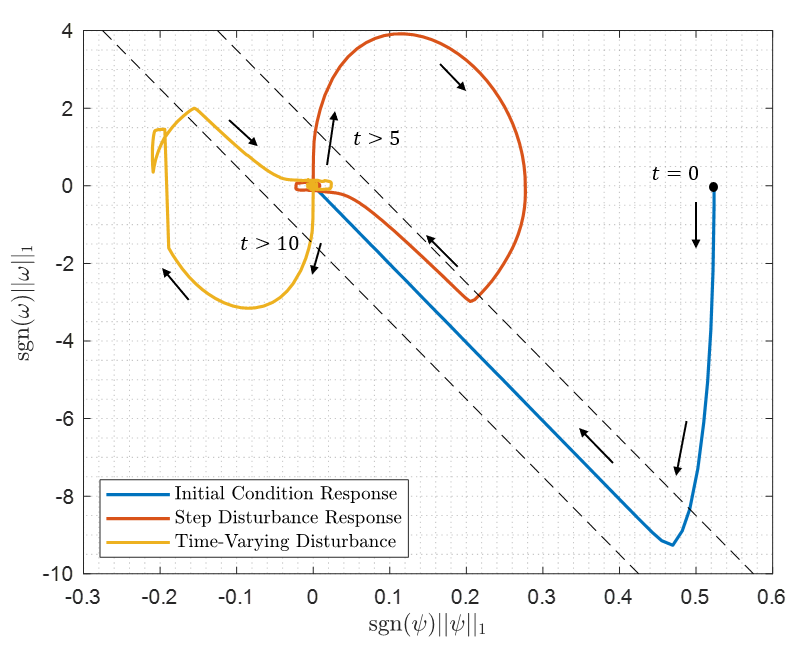 4
2
0
-2
-4
-6
-8
-10
-0.3
-0.2
-0.1
0
0.1
0.2
0.3
0.4
0.5
0.6
sgn(ω)||ω||₁
sgn(ψ)||ψ||₁
t > 5
t = 0
t > 10
Initial Condition Response
Step Disturbance Response
Time-Varying Disturbance